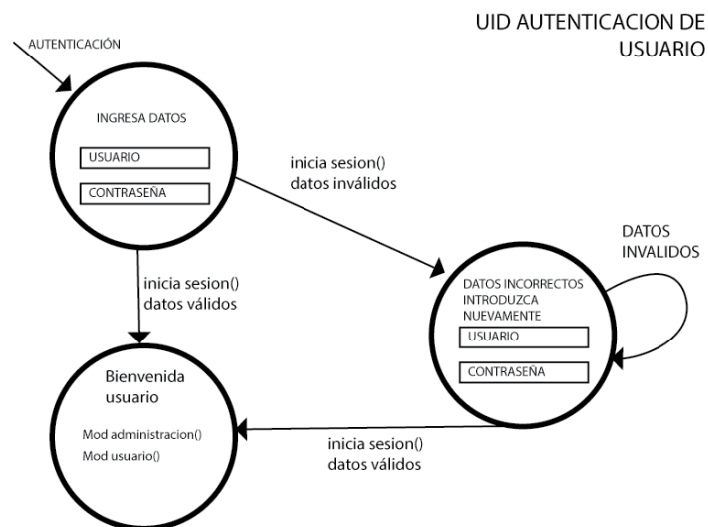 UID AUTENTICACION DE
USUARIO
AUTENTICACIÓN
INGRESA DATOS
USUARIO
CONTRASEÑA
inicia sesion()
datos inválidos
inicia sesion()
datos válidos
DATOS
INVALIDOS
DATOS INCORRECTOS
INTRODUZCA
NUEVAMENTE
USUARIO
CONTRASEÑA
Bienvenida
usuario
Mod administracion()
Mod usuario()
inicia sesion()
datos válidos